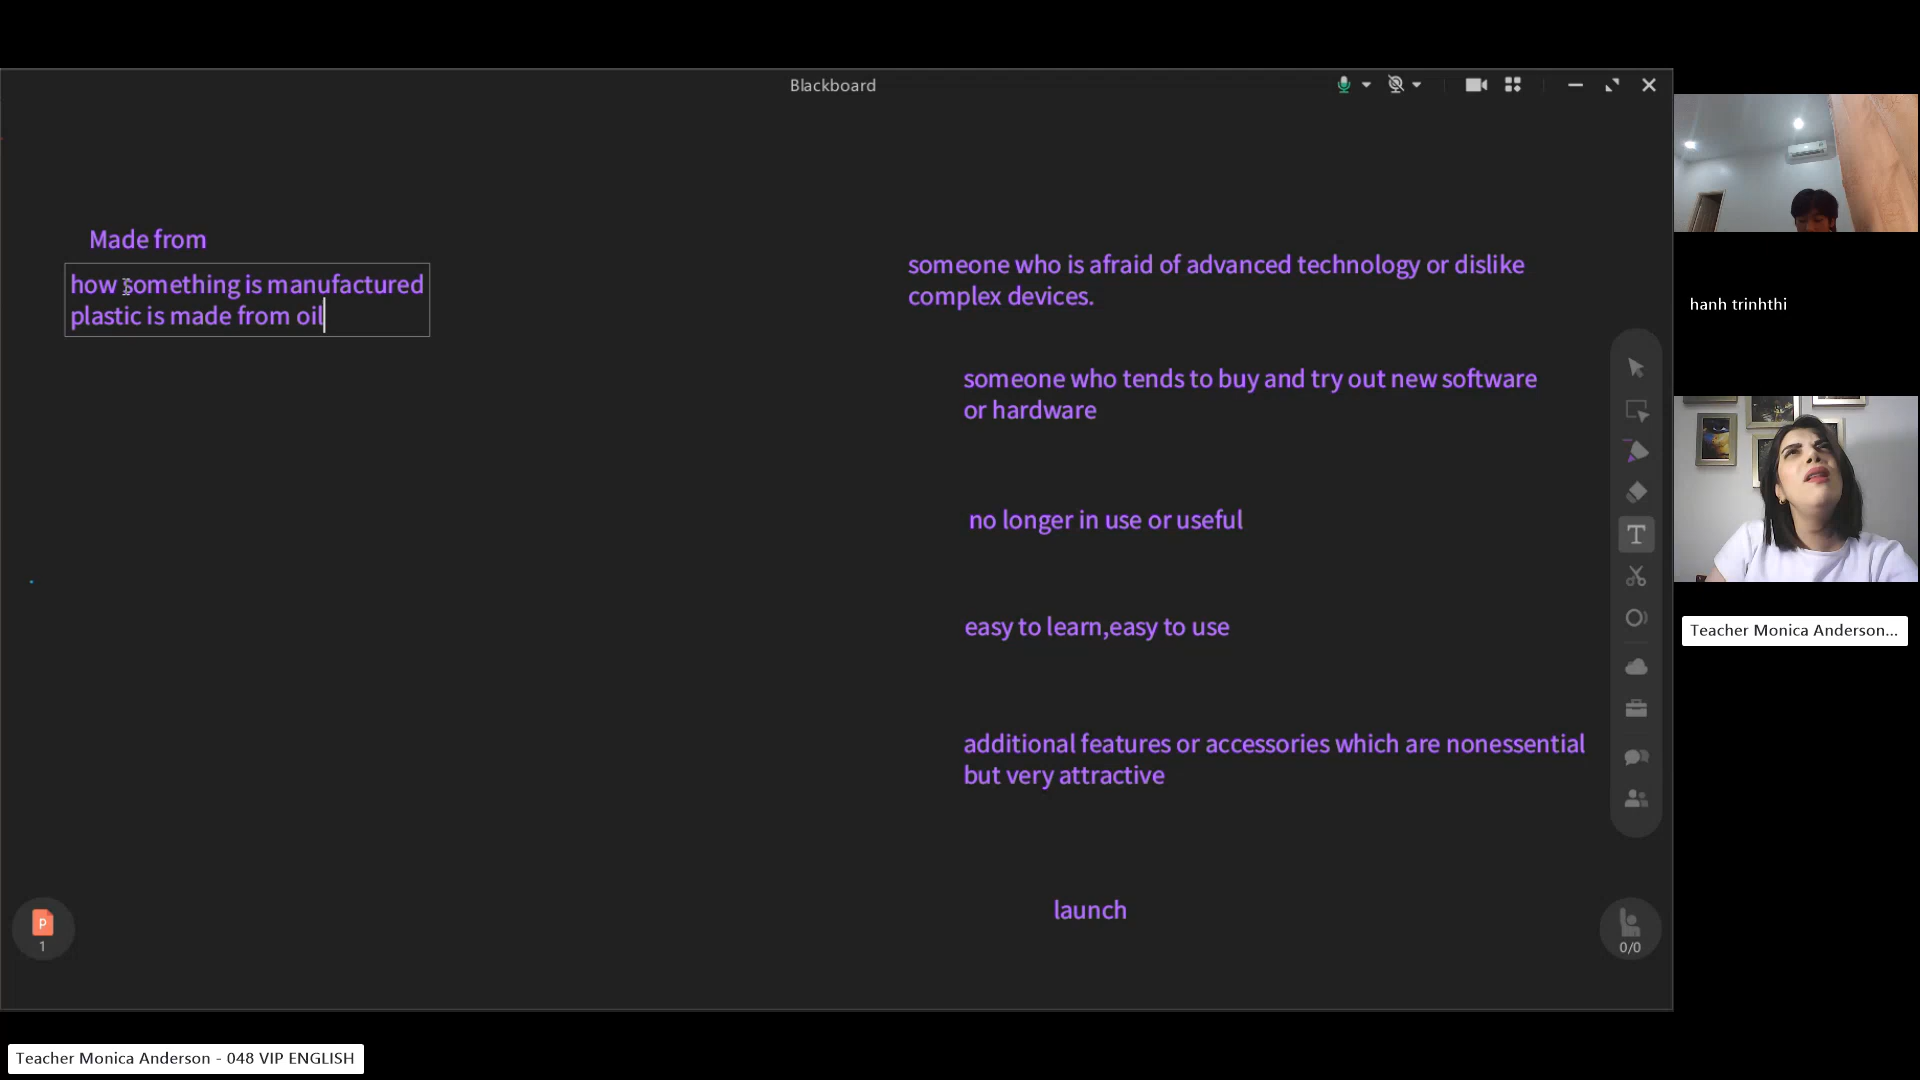 Blackboard
Made from
how something is manufactured
plastic is made from oil
someone who is afraid of advanced technology or dislike
complex devices.
someone who tends to buy and try out new software
or hardware
no longer in use or useful
easy to learn,easy to use
additional features or accessories which are nonessential
but very attractive
launch
P
1
T
0/0
hanh trinhthi
Teacher Monica Anderson...
Teacher Monica Anderson - 048 VIP ENGLISH